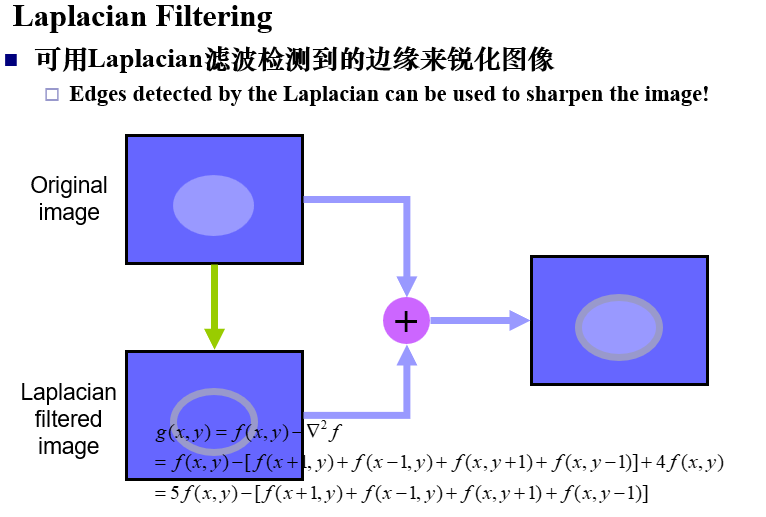 Laplacian Filtering
可用Laplacian滤波检测到的边缘来锐化图像
Edges detected by the Laplacian can be used to sharpen the image!
Original
image
+
Laplacian
filtered
image
g(x,y) = f(x,y) − ∇²f
= f(x,y) − [f(x+1,y) + f(x−1,y) + f(x,y+1) + f(x,y−1)] + 4f(x,y)
= 5f(x,y) − [f(x+1,y) + f(x−1,y) + f(x,y+1) + f(x,y−1)]